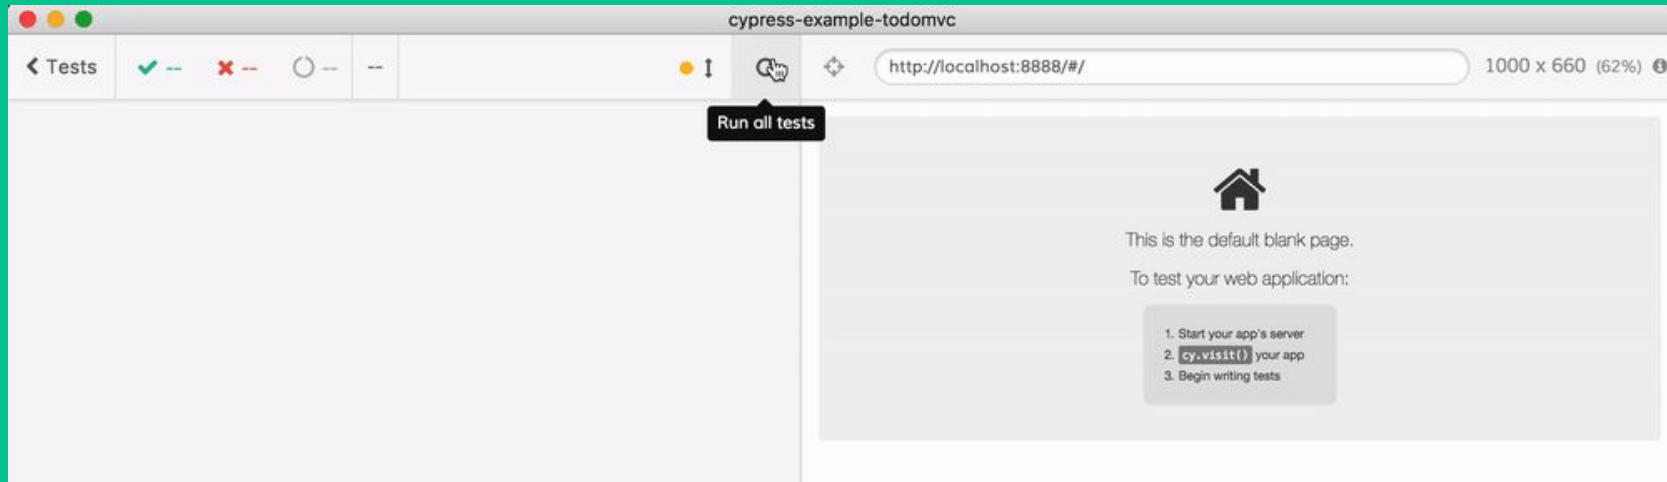 cypress-example-todomvc
Tests -- -- -- --
http://localhost:8888/#/ 1000 x 660 (62%)
Run all tests
This is the default blank page.
To test your web application:
1. Start your app's server
2. cy.visit() your app
3. Begin writing tests